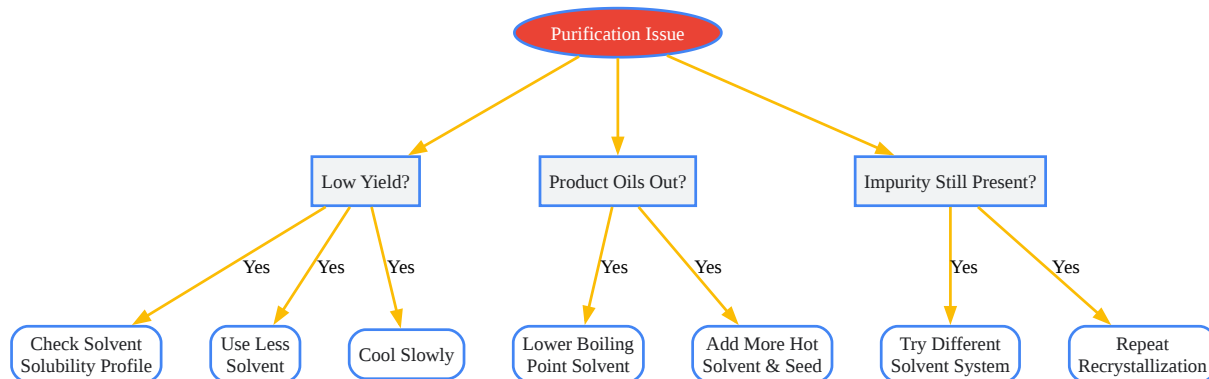 Purification Issue
Low Yield?
Product Oils Out?
Impurity Still Present?
Yes
Yes
Yes
Yes
Yes
Yes
Yes
Check Solvent
Solubility Profile
Use Less
Solvent
Cool Slowly
Lower Boiling
Point Solvent
Add More Hot
Solvent & Seed
Try Different
Solvent System
Repeat
Recrystallization